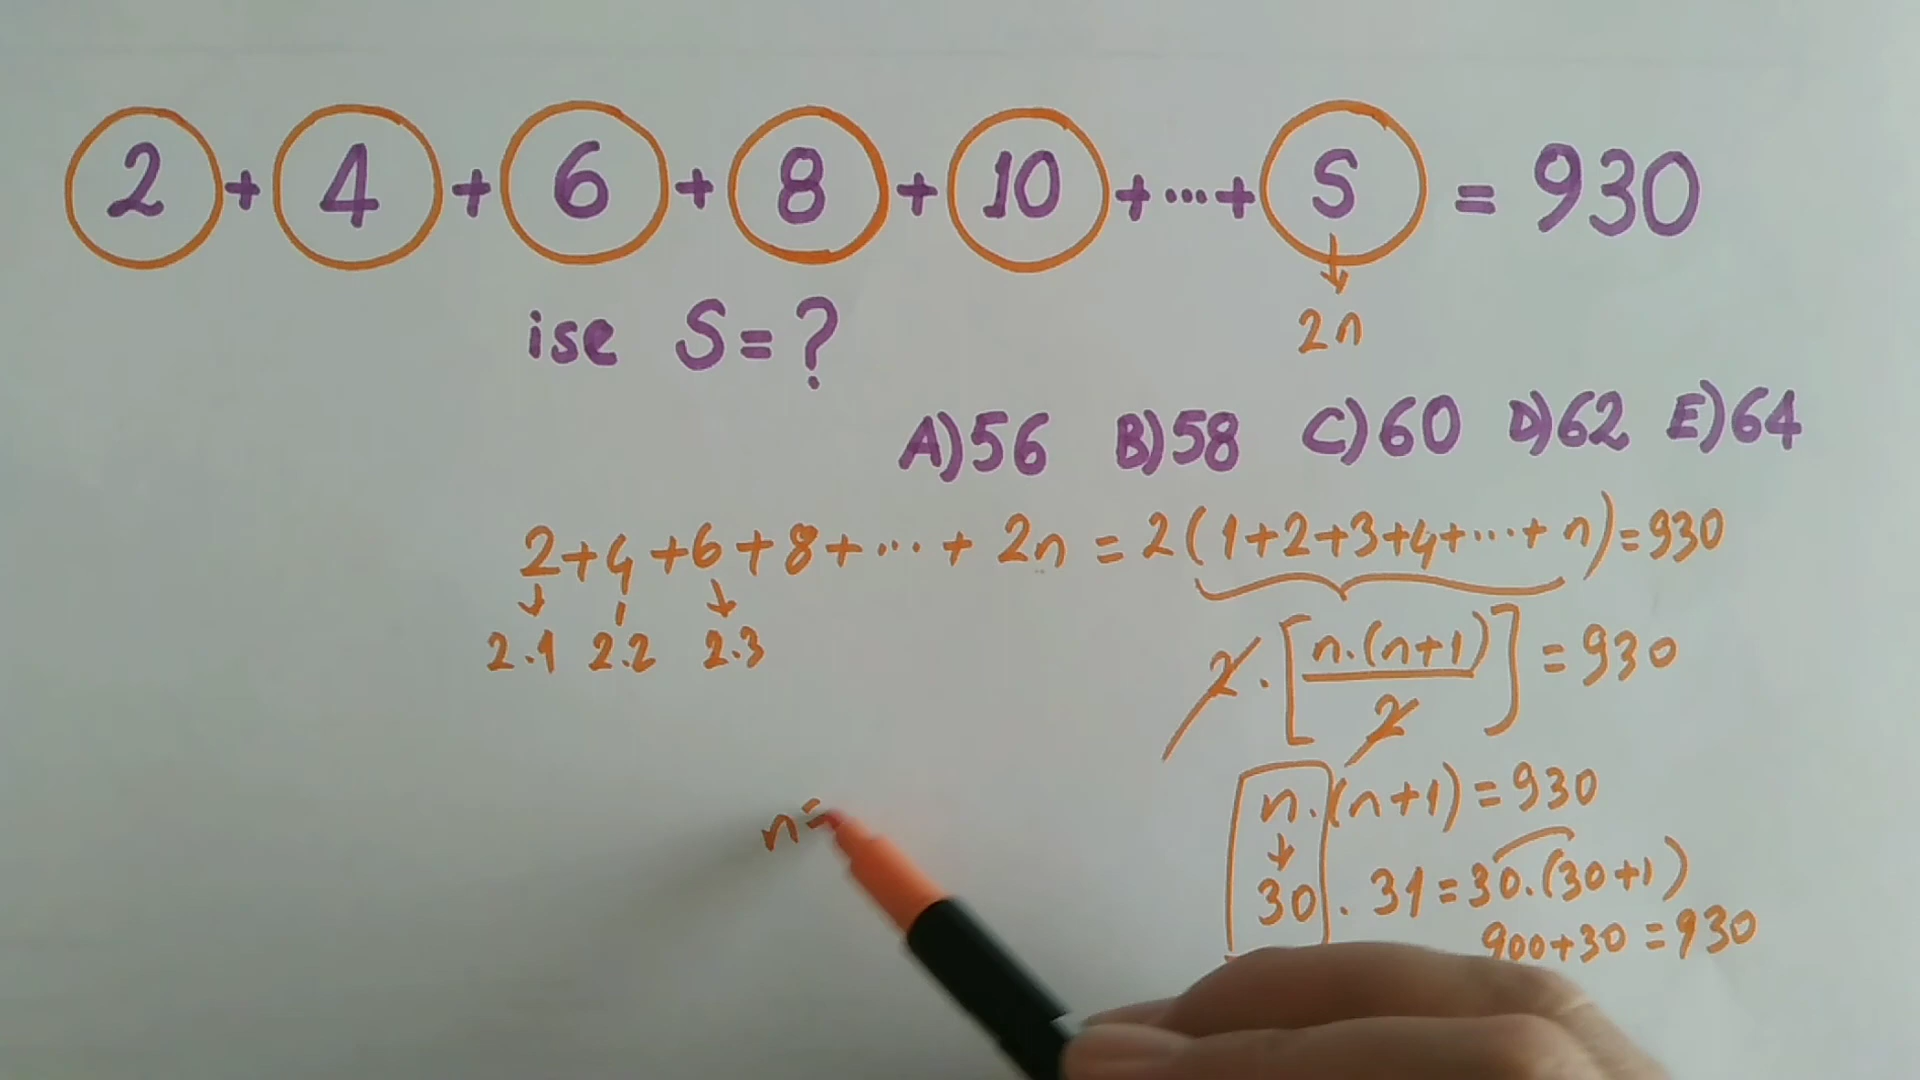 2 + 4 + 6 + 8 + 10 + ... + S = 930
2n
ise S = ?
A) 56 B) 58 C) 60 D) 62 E) 64
2 + 4 + 6 + 8 + ... + 2n = 2(1+2+3+4+...+n) = 930
2.1 2.2 2.3
2 . [n.(n+1)/2] = 930
n.(n+1) = 930
n=
30 . 31 = 30.(30+1)
900+30 = 930